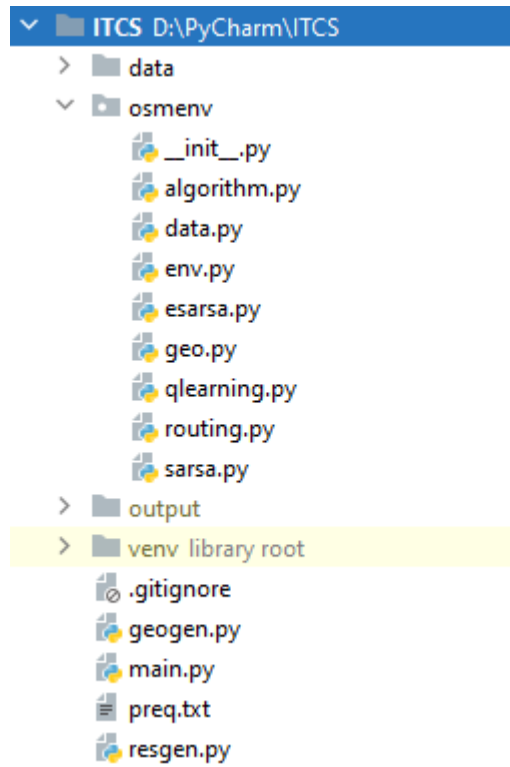 ITCS D:\PyCharm\ITCS
data
osmenv
__init__.py
algorithm.py
data.py
env.py
esarsa.py
geo.py
qlearning.py
routing.py
sarsa.py
output
venv library root
.gitignore
geogen.py
main.py
preq.txt
resgen.py